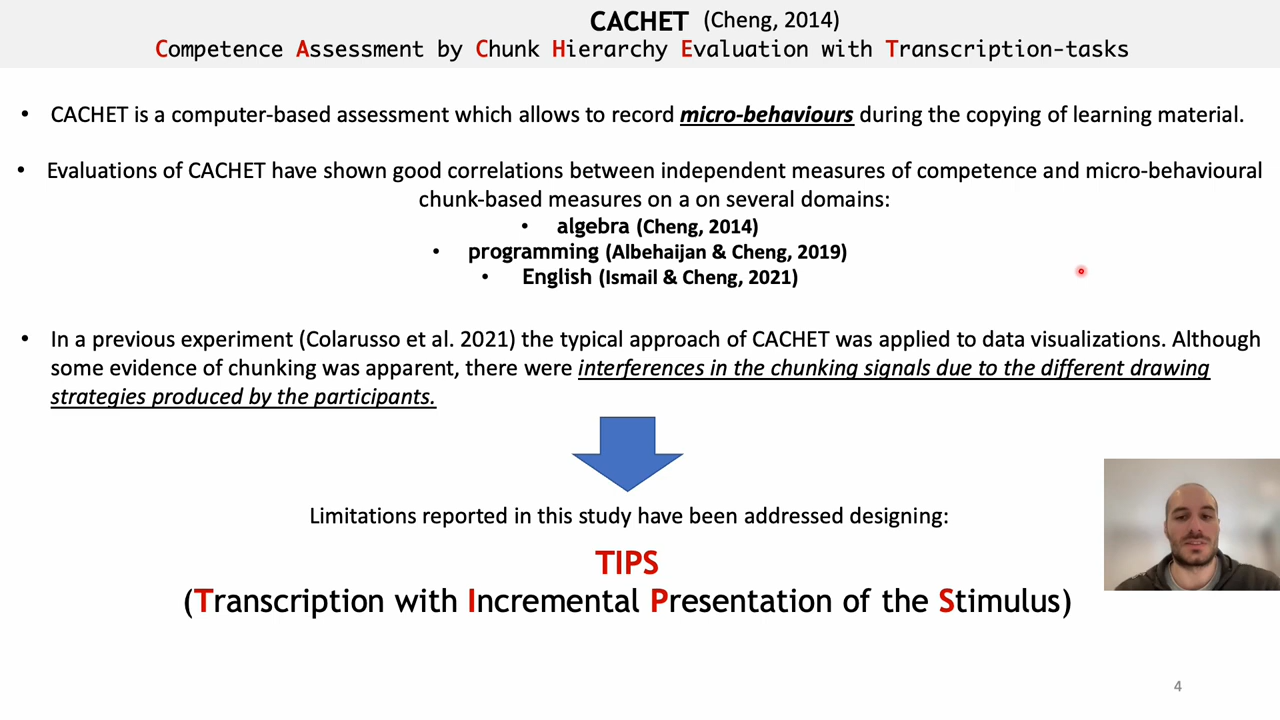 CACHET (Cheng, 2014)
Competence Assessment by Chunk Hierarchy Evaluation with Transcription-tasks
• CACHET is a computer-based assessment which allows to record micro-behaviours during the copying of learning material.
• Evaluations of CACHET have shown good correlations between independent measures of competence and micro-behavioural
chunk-based measures on a on several domains:
• algebra (Cheng, 2014)
• programming (Albehaijan & Cheng, 2019)
• English (Ismail & Cheng, 2021)
• In a previous experiment (Colarusso et al. 2021) the typical approach of CACHET was applied to data visualizations. Although
some evidence of chunking was apparent, there were interferences in the chunking signals due to the different drawing
strategies produced by the participants.
Limitations reported in this study have been addressed designing:
TIPS
(Transcription with Incremental Presentation of the Stimulus)
4